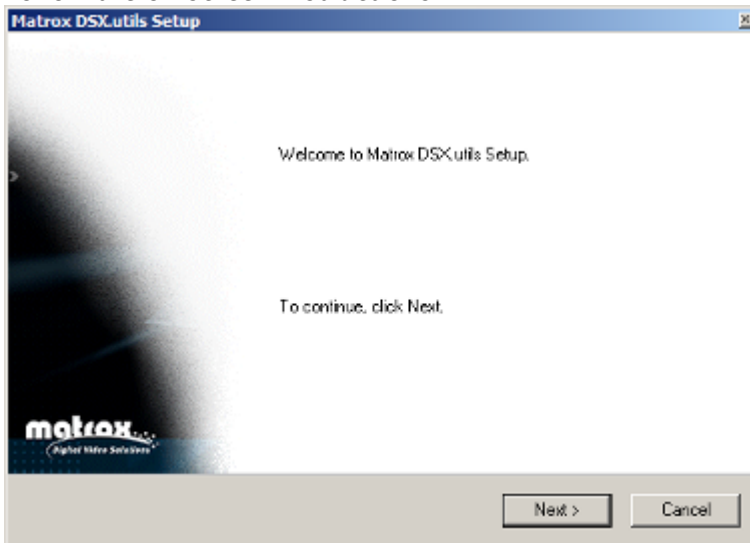 Matrox DSX.utils Setup
Welcome to Matrox DSX.utils Setup.
To continue, click Next.
matrox
Digital Video Solutions
Next >
Cancel